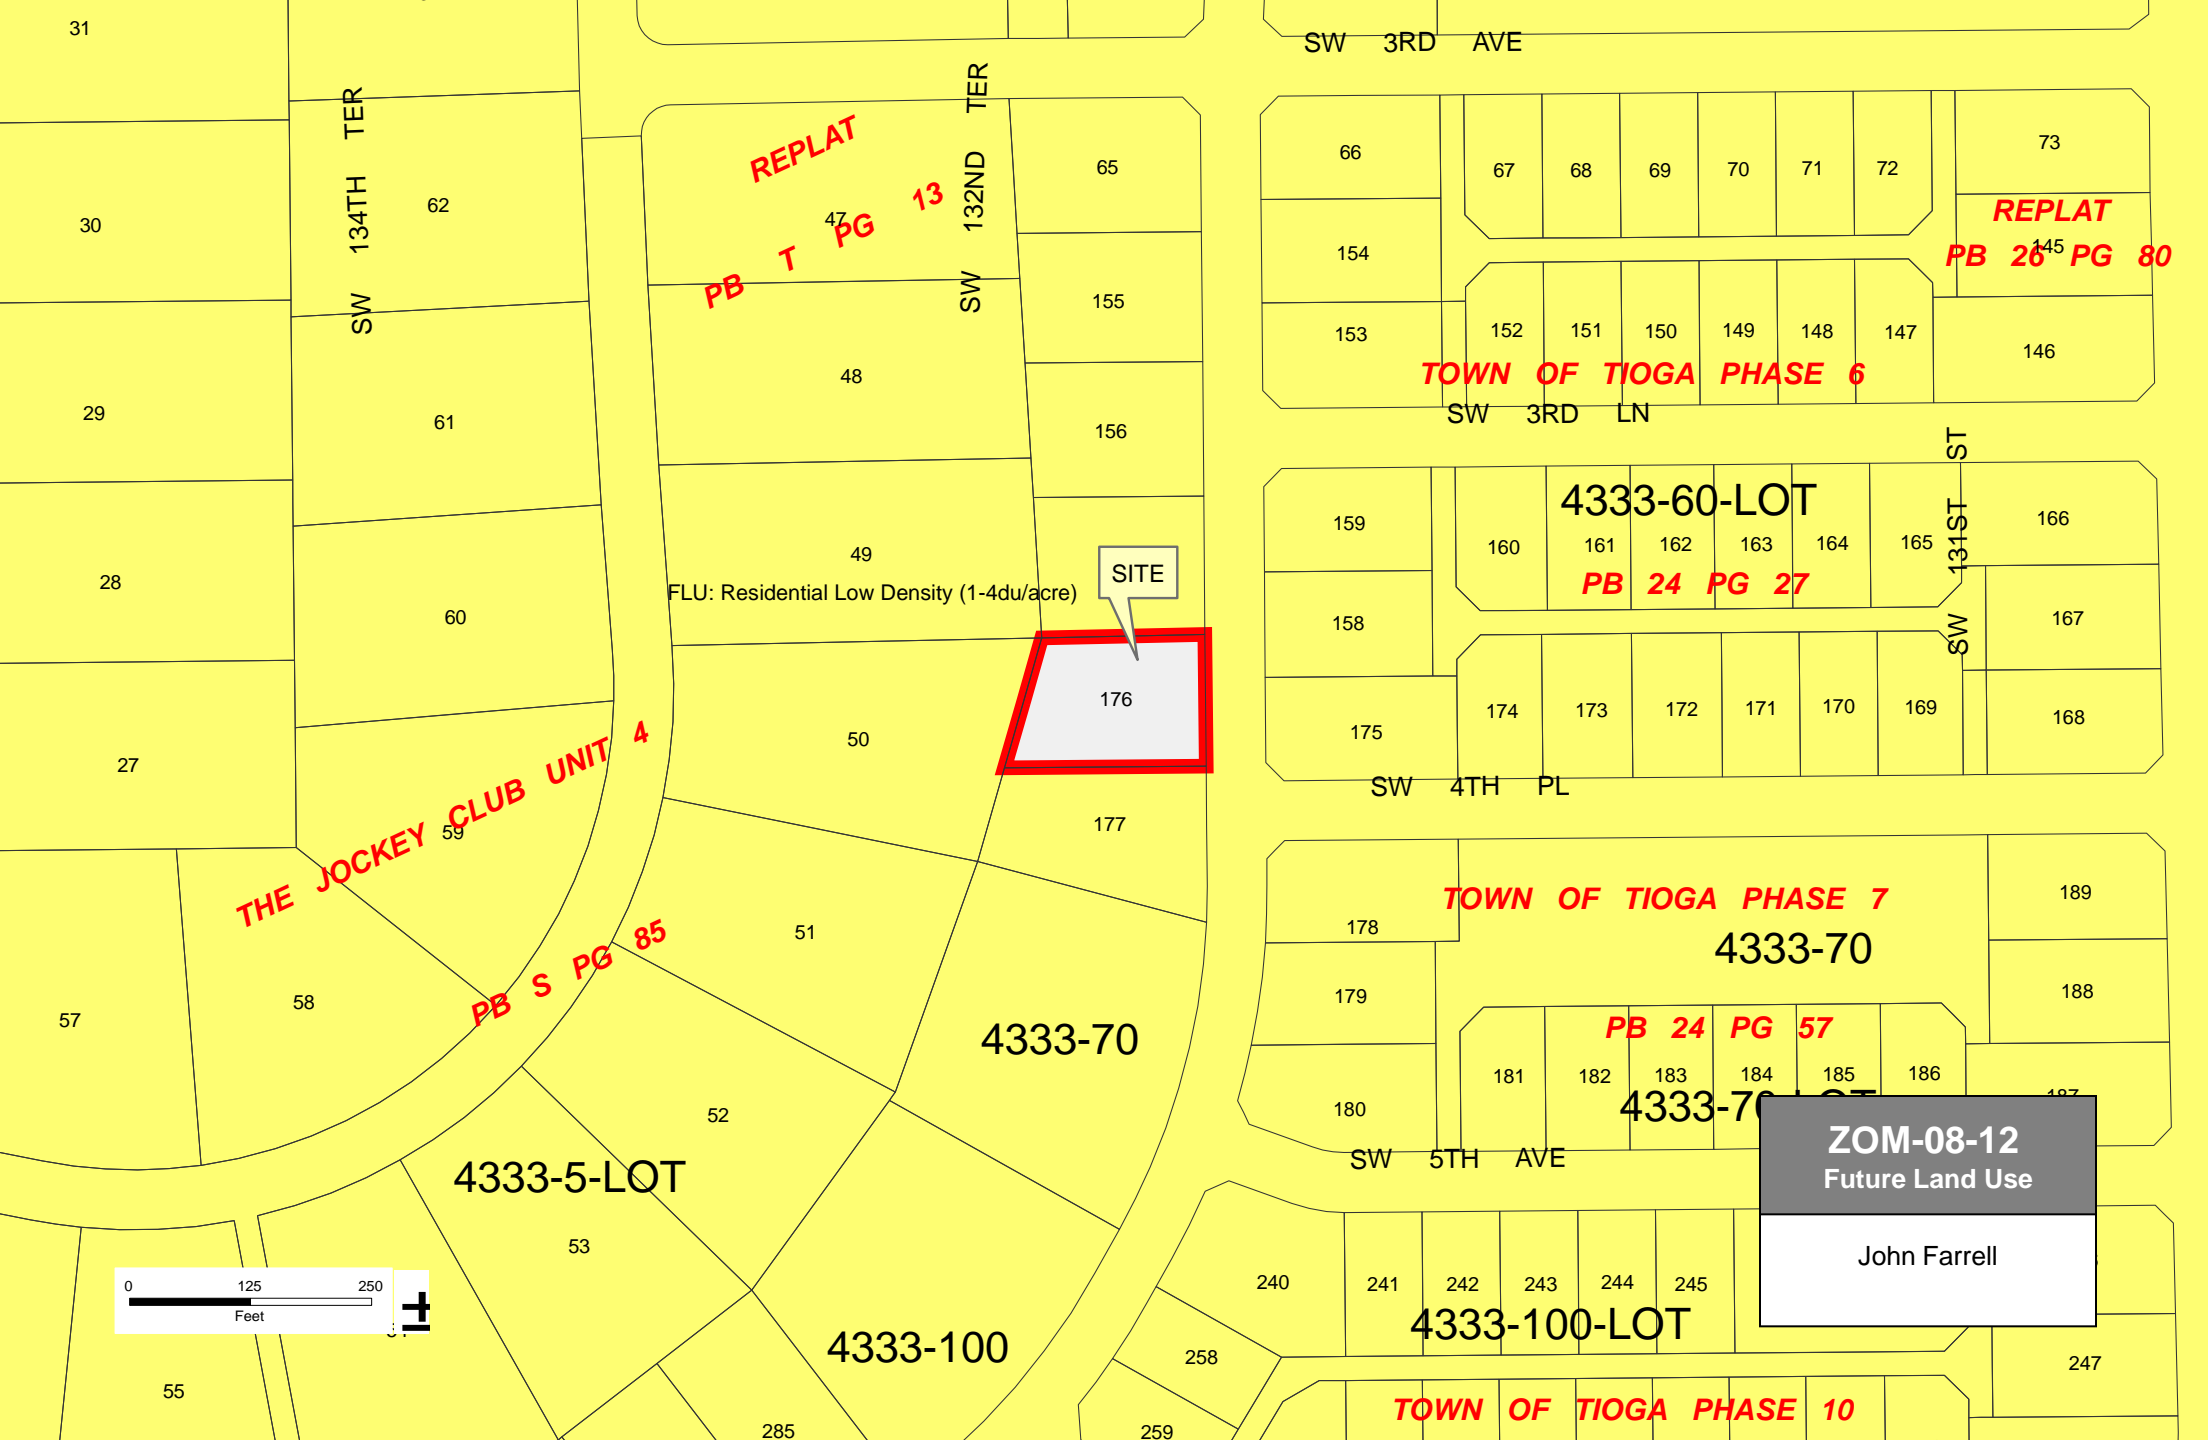 31
SW 3RD AVE
SW 134TH TER
SW 132ND TER
REPLAT
PB T PG 13
62
47
65
66
67
68
69
70
71
72
73
30
154
REPLAT
145
PB 26 PG 80
155
153
152
151
150
149
148
147
146
48
TOWN OF TIOGA PHASE 6
29
61
156
SW 3RD LN
SW 131ST ST
4333-60-LOT
159
160
161
162
163
164
165
166
28
49
PB 24 PG 27
FLU: Residential Low Density (1-4du/acre)
SITE
60
158
167
176
174
173
172
171
170
169
168
27
50
175
SW 4TH PL
THE JOCKEY CLUB UNIT 4
PB S PG 85
59
177
51
178
TOWN OF TIOGA PHASE 7
189
4333-70
57
58
179
188
4333-70
PB 24 PG 57
52
180
181
182
183
184
185
186
187
4333-70-LOT
SW 5TH AVE
4333-5-LOT
ZOM-08-12
Future Land Use
John Farrell
53
240
241
242
243
244
245
4333-100-LOT
4333-100
0 125 250
Feet
±
258
247
55
285
259
TOWN OF TIOGA PHASE 10